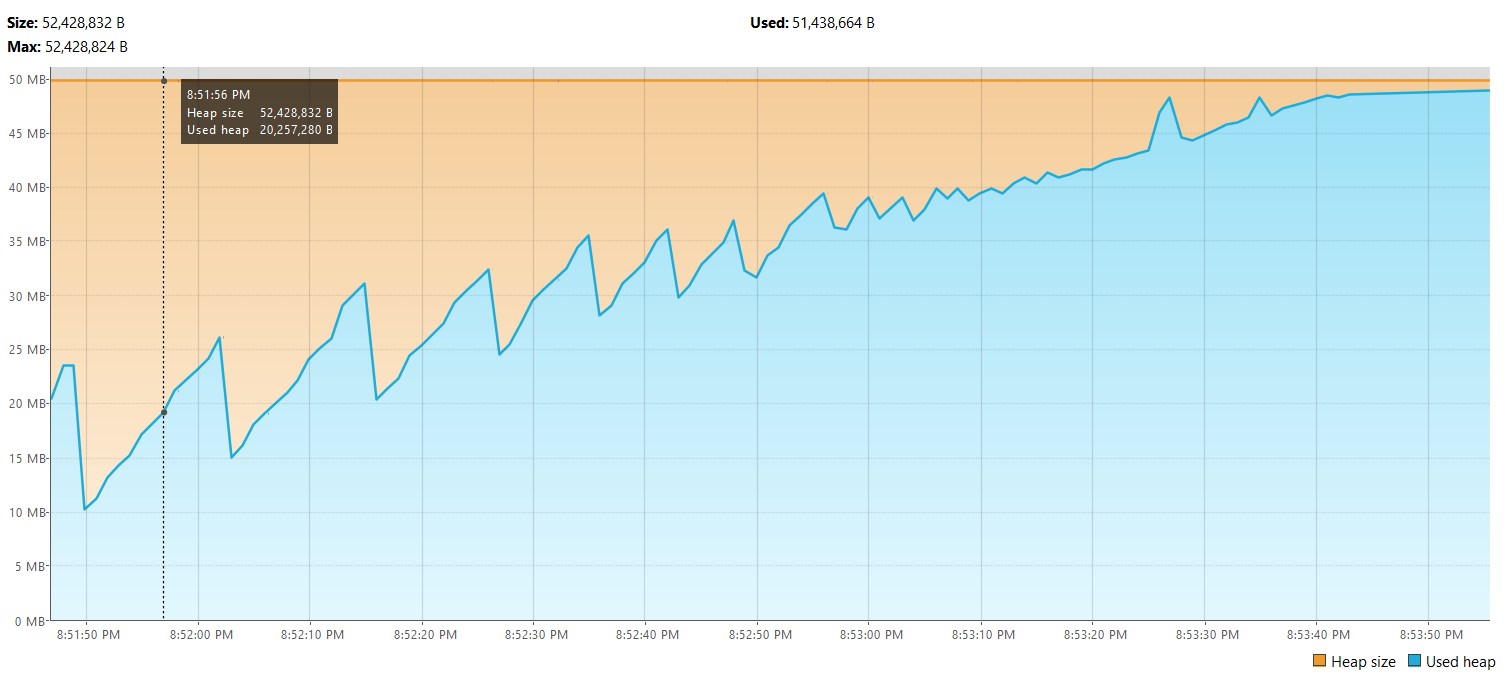 Size: 52,428,832 B
Used: 51,438,664 B
Max: 52,428,824 B
50 MB
8:51:56 PM
Heap size 52,428,832 B
Used heap 20,257,280 B
45 MB
40 MB
35 MB
30 MB
25 MB
20 MB
15 MB
10 MB
5 MB
0 MB
8:51:50 PM 8:52:00 PM 8:52:10 PM 8:52:20 PM 8:52:30 PM 8:52:40 PM 8:52:50 PM 8:53:00 PM 8:53:10 PM 8:53:20 PM 8:53:30 PM 8:53:40 PM 8:53:50 PM
Heap size Used heap